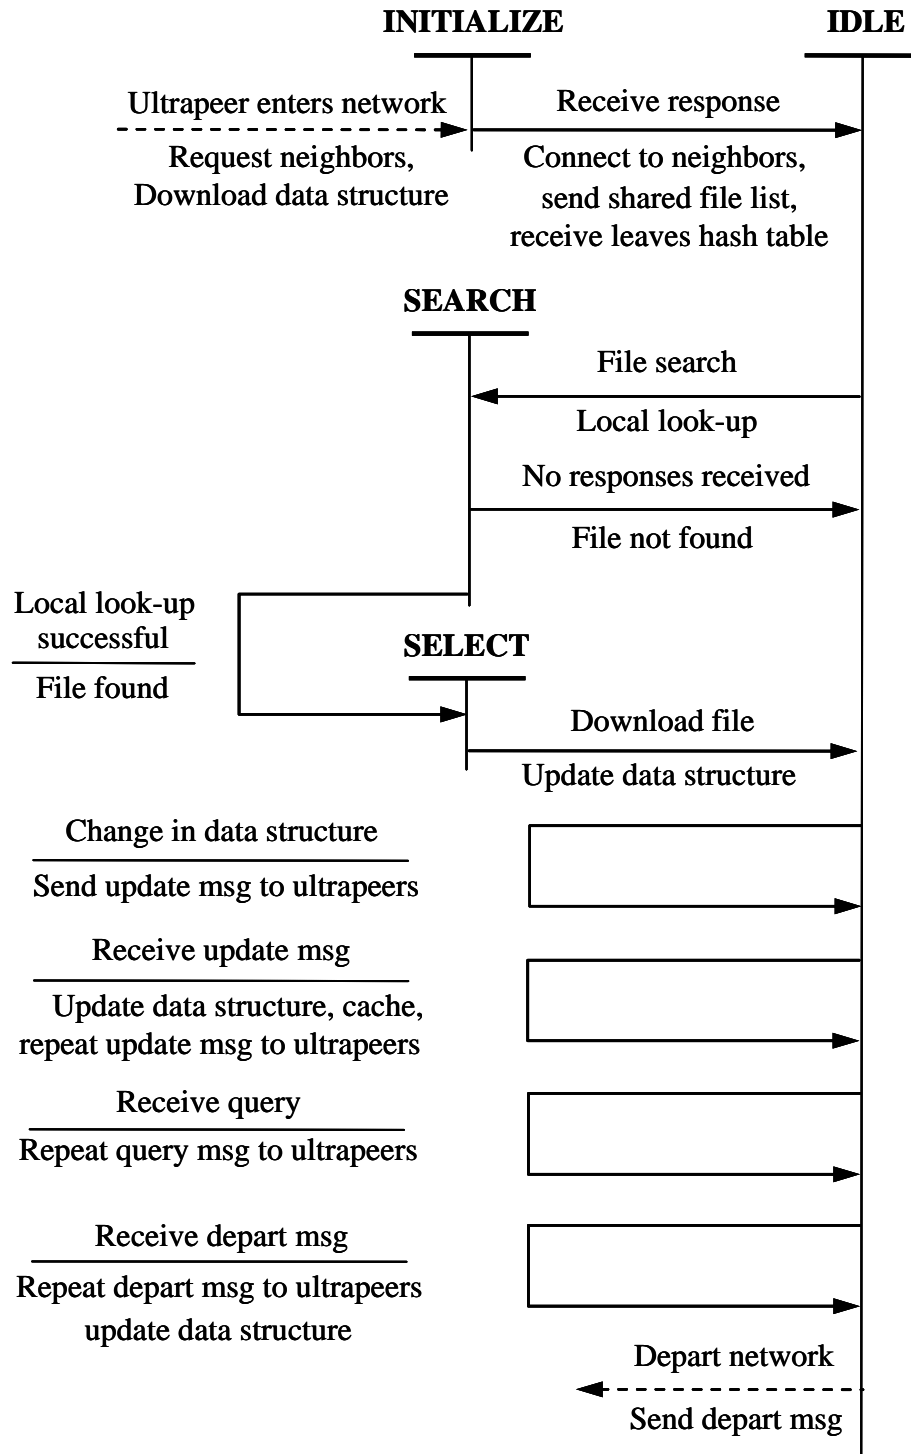 INITIALIZE
IDLE
Ultrapeer enters network
Request neighbors,
Download data structure
Receive response
Connect to neighbors,
send shared file list,
receive leaves hash table
SEARCH
File search
Local look-up
No responses received
File not found
Local look-up
successful
File found
SELECT
Download file
Update data structure
Change in data structure
Send update msg to ultrapeers
Receive update msg
Update data structure, cache,
repeat update msg to ultrapeers
Receive query
Repeat query msg to ultrapeers
Receive depart msg
Repeat depart msg to ultrapeers
update data structure
Depart network
Send depart msg